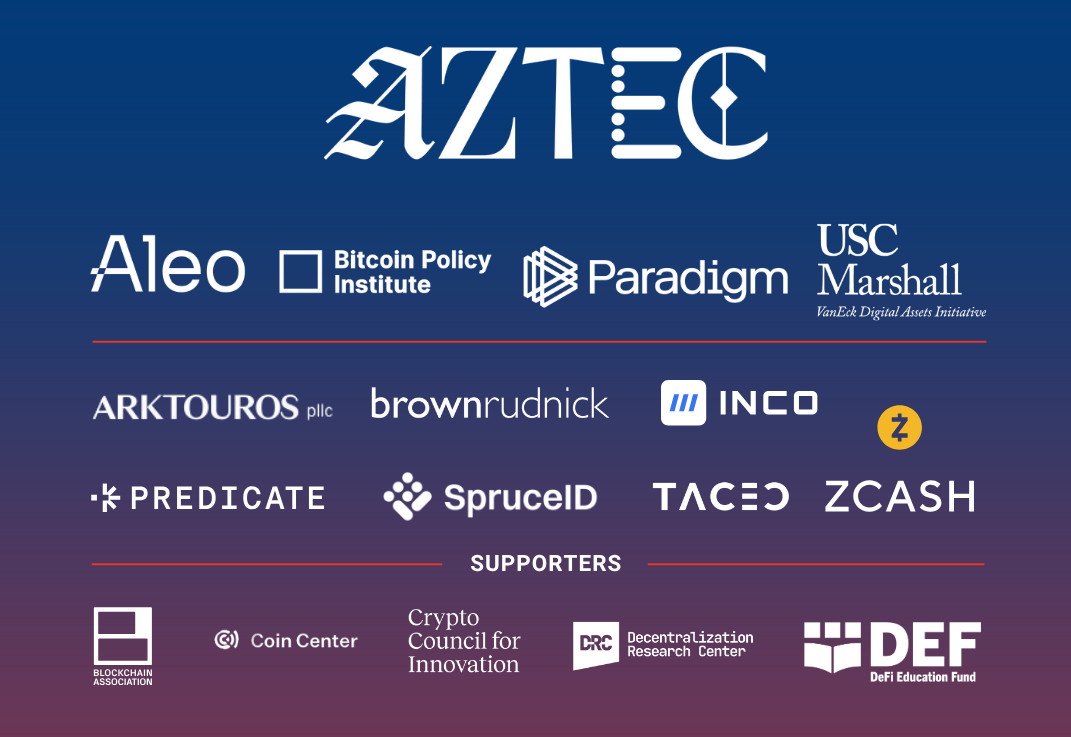 AZTEC
Aleo
Bitcoin Policy
Institute
Paradigm
USC
Marshall
VanEck Digital Assets Initiative
ARKTOUROS pllc
brownrudnick
INCO
PREDICATE
SpruceID
TACEO
ZCASH
SUPPORTERS
BLOCKCHAIN
ASSOCIATION
Coin Center
Crypto
Council for
Innovation
DRC
Decentralization
Research Center
DEF
DeFi Education Fund